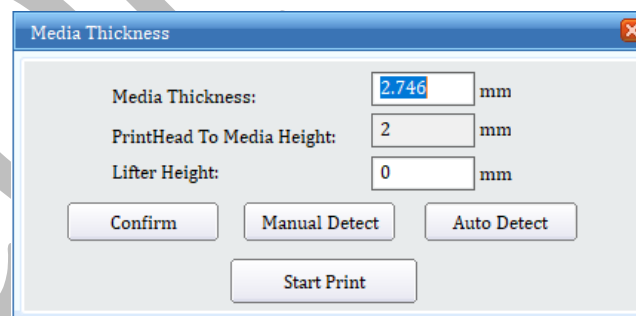 Media Thickness
Media Thickness: 2.746 mm
PrintHead To Media Height: 2 mm
Lifter Height: 0 mm
Confirm Manual Detect Auto Detect
Start Print